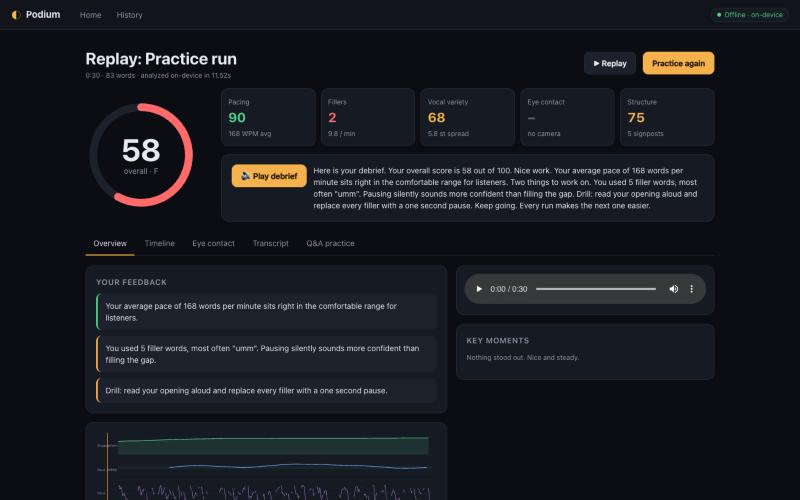 Podium Home History Offline · on-device
Replay: Practice run
0:30 · 83 words · analyzed on-device in 11.52s
Replay Practice again
58
overall · F
Pacing
90
168 WPM avg
Fillers
2
9.8 / min
Vocal variety
68
5.8 st spread
Eye contact
–
no camera
Structure
75
5 signposts
Play debrief
Here is your debrief. Your overall score is 58 out of 100. Nice work. Your average pace of 168 words per
minute sits right in the comfortable range for listeners. Two things to work on. You used 5 filler words, most
often "umm". Pausing silently sounds more confident than filling the gap. Drill: read your opening aloud and
replace every filler with a one second pause. Keep going. Every run makes the next one easier.
Overview Timeline Eye contact Transcript Q&A practice
YOUR FEEDBACK
Your average pace of 168 words per minute sits right in the comfortable range for
listeners.
You used 5 filler words, most often "umm". Pausing silently sounds more confident than
filling the gap.
Drill: read your opening aloud and replace every filler with a one second pause.
0:00 / 0:30
KEY MOMENTS
Nothing stood out. Nice and steady.